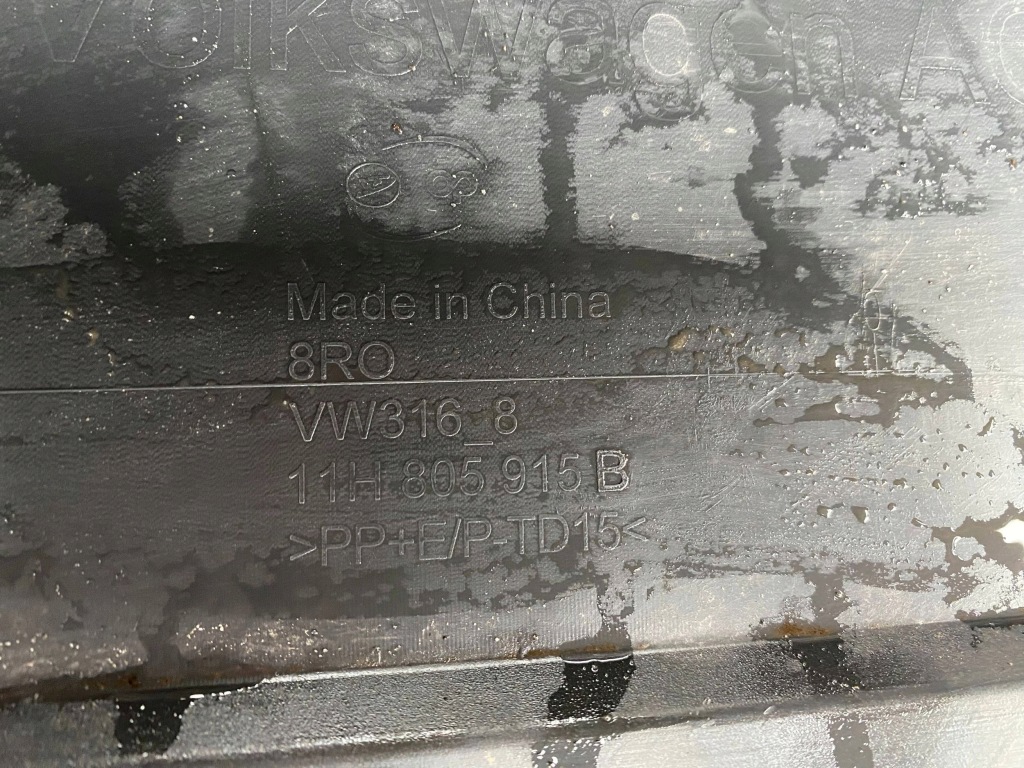 Volkswagen AG
Made in China
8RO
VW316_8
11H 805 915 B
>PP+E/P-TD15<